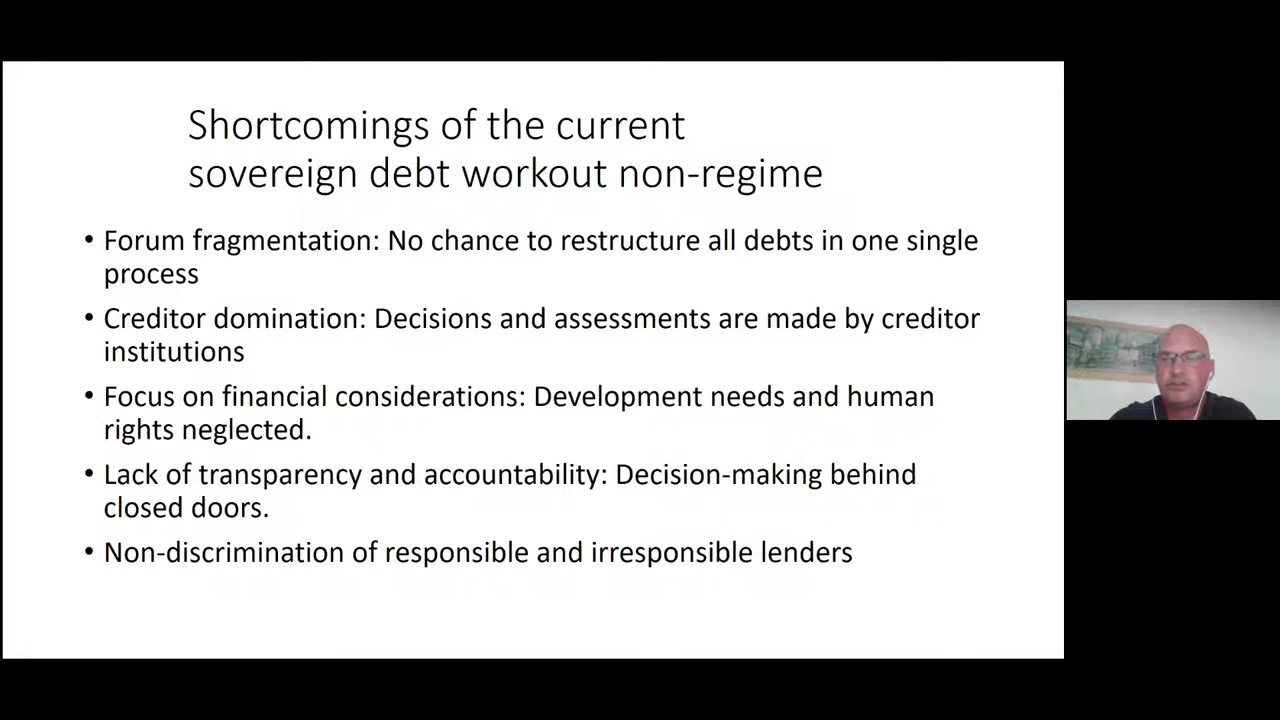 Shortcomings of the current
sovereign debt workout non-regime
• Forum fragmentation: No chance to restructure all debts in one single
process
• Creditor domination: Decisions and assessments are made by creditor
institutions
• Focus on financial considerations: Development needs and human
rights neglected.
• Lack of transparency and accountability: Decision-making behind
closed doors.
• Non-discrimination of responsible and irresponsible lenders